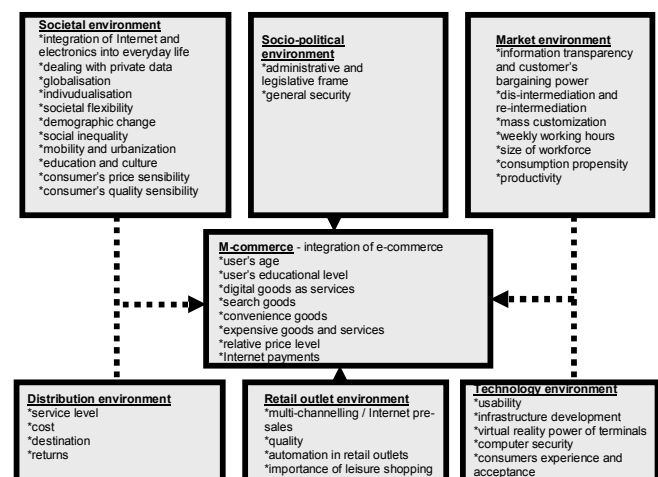 Societal environment
*integration of Internet and
electronics into everyday life
*dealing with private data
*globalisation
*indivudualisation
*societal flexibility
*demographic change
*social inequality
*mobility and urbanization
*education and culture
*consumer's price sensibility
*consumer's quality sensibility
Socio-political
environment
*administrative and
legislative frame
*general security
Market environment
*information transparency
and customer's
bargaining power
*dis-intermediation and
re-intermediation
*mass customization
*weekly working hours
*size of workforce
*consumption propensity
*productivity
M-commerce - integration of e-commerce
*user's age
*user's educational level
*digital goods as services
*search goods
*convenience goods
*expensive goods and services
*relative price level
*Internet payments
Distribution environment
*service level
*cost
*destination
*returns
Retail outlet environment
*multi-channelling / Internet pre-
sales
*quality
*automation in retail outlets
*importance of leisure shopping
Technology environment
*usability
*infrastructure development
*virtual reality power of terminals
*computer security
*consumers experience and
acceptance